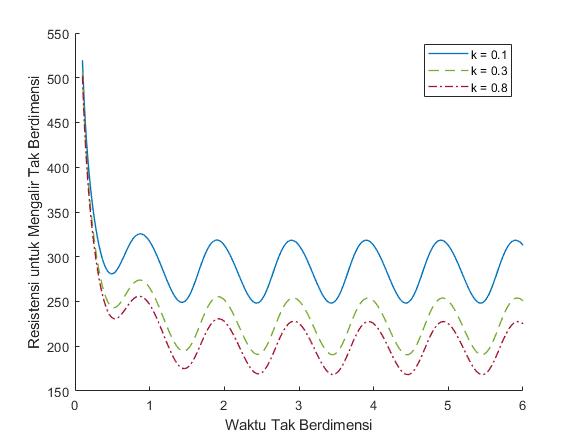 550
500
450
400
350
300
250
200
150
Resistensi untuk Mengalir Tak Berdimensi
k = 0.1
k = 0.3
k = 0.8
0 1 2 3 4 5 6
Waktu Tak Berdimensi